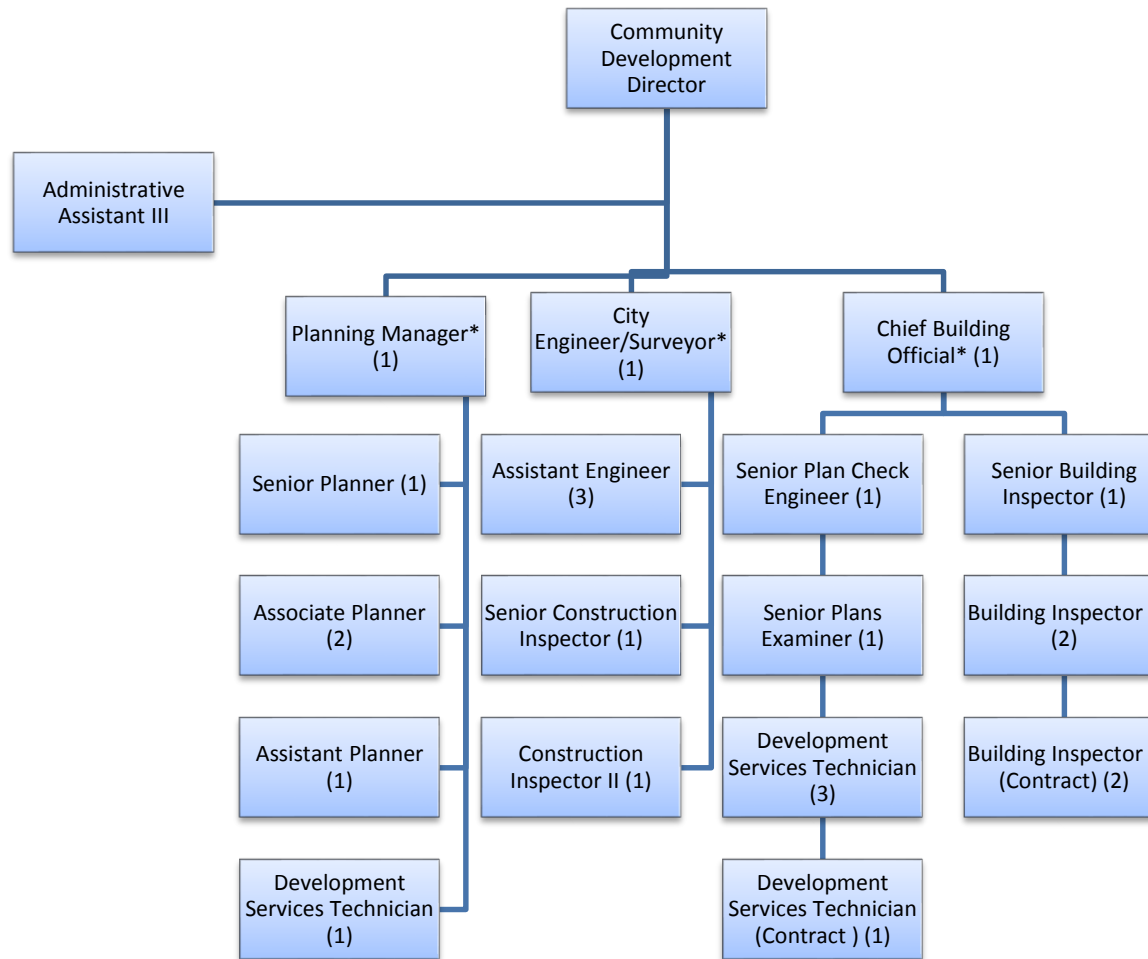 Community
Development
Director
Administrative
Assistant III
Planning Manager*
(1)
City
Engineer/Surveyor*
(1)
Chief Building
Official* (1)
Senior Planner (1)
Assistant Engineer
(3)
Senior Plan Check
Engineer (1)
Senior Building
Inspector (1)
Associate Planner
(2)
Senior Construction
Inspector (1)
Senior Plans
Examiner (1)
Building Inspector
(2)
Assistant Planner
(1)
Construction
Inspector II (1)
Development
Services Technician
(3)
Building Inspector
(Contract) (2)
Development
Services Technician
(1)
Development
Services Technician
(Contract ) (1)